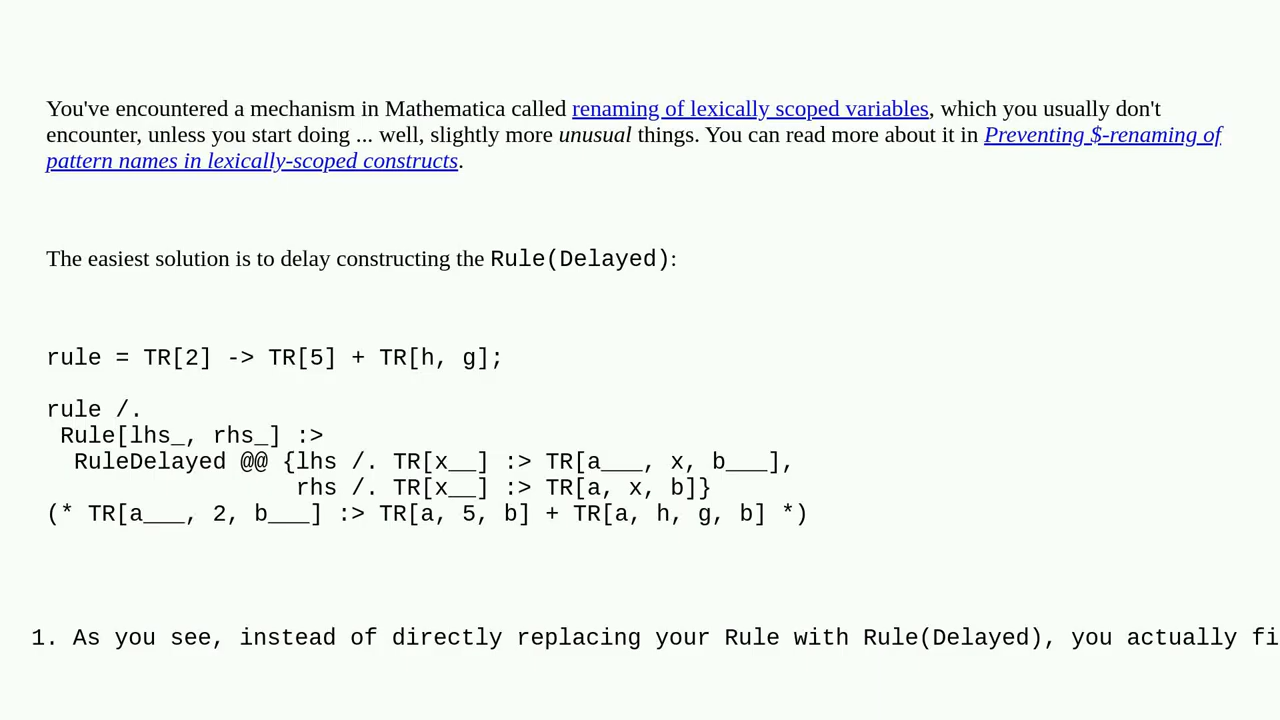 You've encountered a mechanism in Mathematica called renaming of lexically scoped variables, which you usually don't
encounter, unless you start doing ... well, slightly more unusual things. You can read more about it in Preventing $-renaming of
pattern names in lexically-scoped constructs.
The easiest solution is to delay constructing the Rule(Delayed):
rule = TR[2] -> TR[5] + TR[h, g];
rule /.
 Rule[lhs_, rhs_] :>
  RuleDelayed @@ {lhs /. TR[x__] :> TR[a___, x, b___],
                  rhs /. TR[x__] :> TR[a, x, b]}
(* TR[a___, 2, b___] :> TR[a, 5, b] + TR[a, h, g, b] *)
1. As you see, instead of directly replacing your Rule with Rule(Delayed), you actually fi